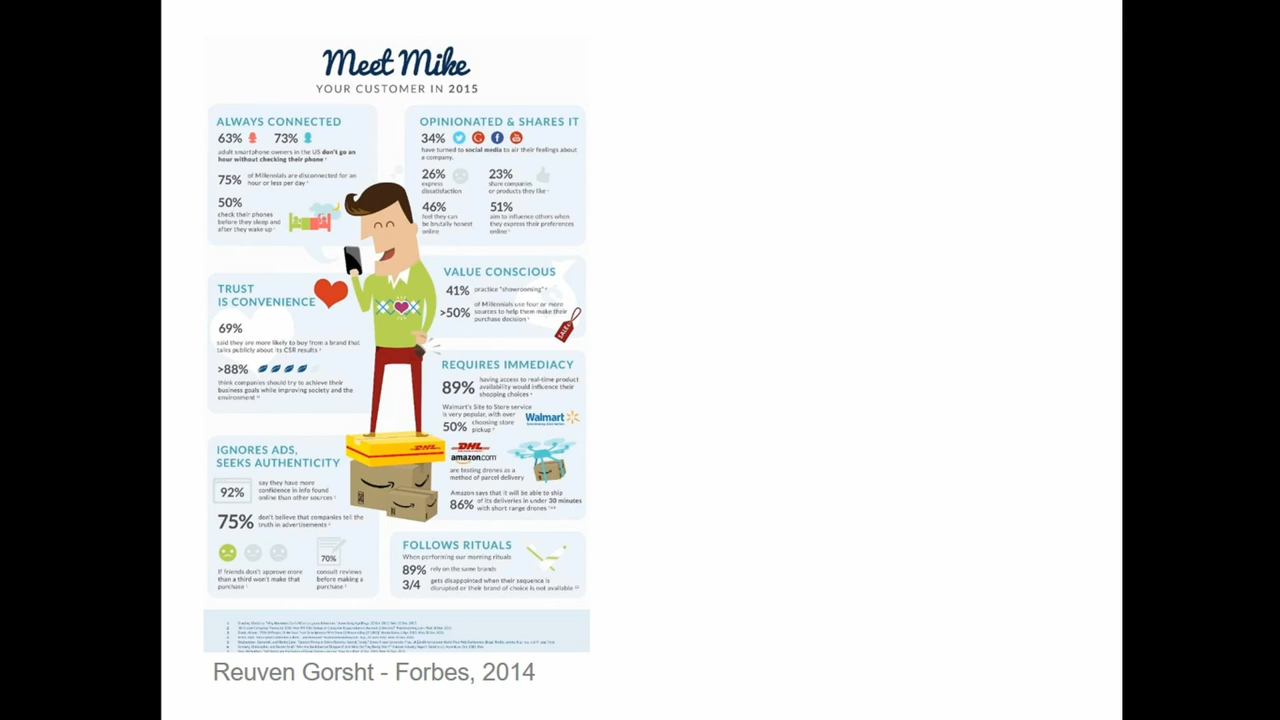 Meet Mike
YOUR CUSTOMER IN 2015
ALWAYS CONNECTED
63% 73%
adult smartphone owners in the US don't go an
hour without checking their phone
75% of Millennials are disconnected for an
hour or less per day
50%
check their phones
before they sleep and
after they wake up
OPINIONATED & SHARES IT
34%
have turned to social media to air their feelings about
a company.
26%
express
dissatisfaction
23%
share companies
or products they like
46%
feel they can
be brutally honest
online
51%
aim to influence others when
they express their preferences
online
TRUST
IS CONVENIENCE
69%
said they are more likely to buy from a brand that
talks publicly about its CSR results
>88%
think companies should try to achieve their
business goals while improving society and the
environment
VALUE CONSCIOUS
41% practice "showrooming"
>50% of Millennials use four or more
sources to help them make their
purchase decision
SALE
REQUIRES IMMEDIACY
89% having access to real-time product
availability would influence their
shopping choices
Walmart's Site to Store service
is very popular, with over
50% choosing store
pickup
Walmart
DHL
amazon.com
are testing drones as a
method of parcel delivery
Amazon says that it will be able to ship
86% of its deliveries in under 30 minutes
with short range drones
DHL
IGNORES ADS,
SEEKS AUTHENTICITY
92% say they have more
confidence in info found
online than other sources
75% don't believe that companies tell the
truth in advertisements
If friends don't approve more
than a third won't make that
purchase
70%
consult reviews
before making a
purchase
FOLLOWS RITUALS
When performing our morning rituals
89% rely on the same brands
3/4 gets disappointed when their sequence is
disrupted or their brand of choice is not available
Reuven Gorsht - Forbes, 2014